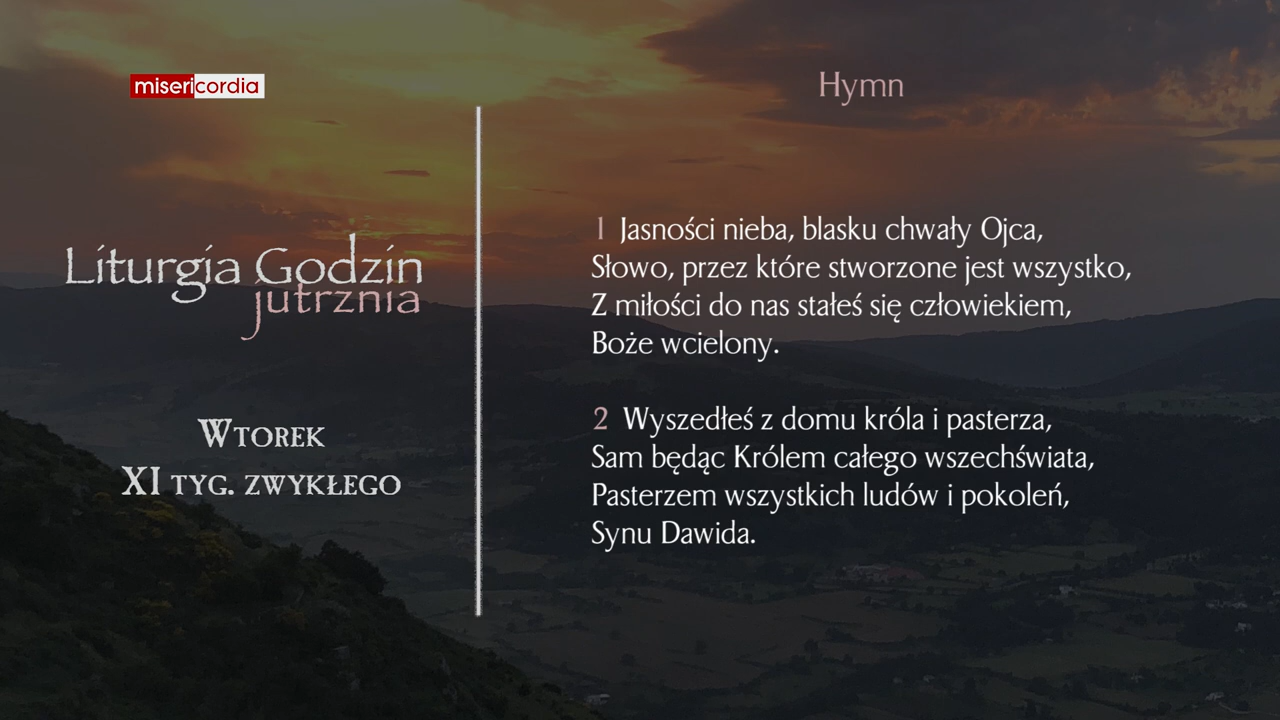 misericordia
Liturgia Godzin
jutrznia
Wtorek
XI tyg. zwykłego
Hymn
1 Jasności nieba, blasku chwały Ojca,
Słowo, przez które stworzone jest wszystko,
Z miłości do nas stałeś się człowiekiem,
Boże wcielony.
2 Wyszedłeś z domu króla i pasterza,
Sam będąc Królem całego wszechświata,
Pasterzem wszystkich ludów i pokoleń,
Synu Dawida.